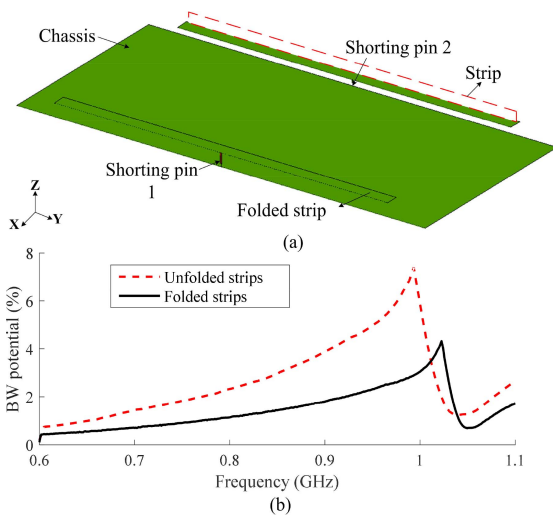 Chassis
Shorting pin 2
Strip
Shorting pin
1
Folded strip
Z
X
Y
(a)
BW potential (%)
8
6
4
2
0
Unfolded strips
Folded strips
0.6
0.7
0.8
0.9
1
1.1
Frequency (GHz)
(b)